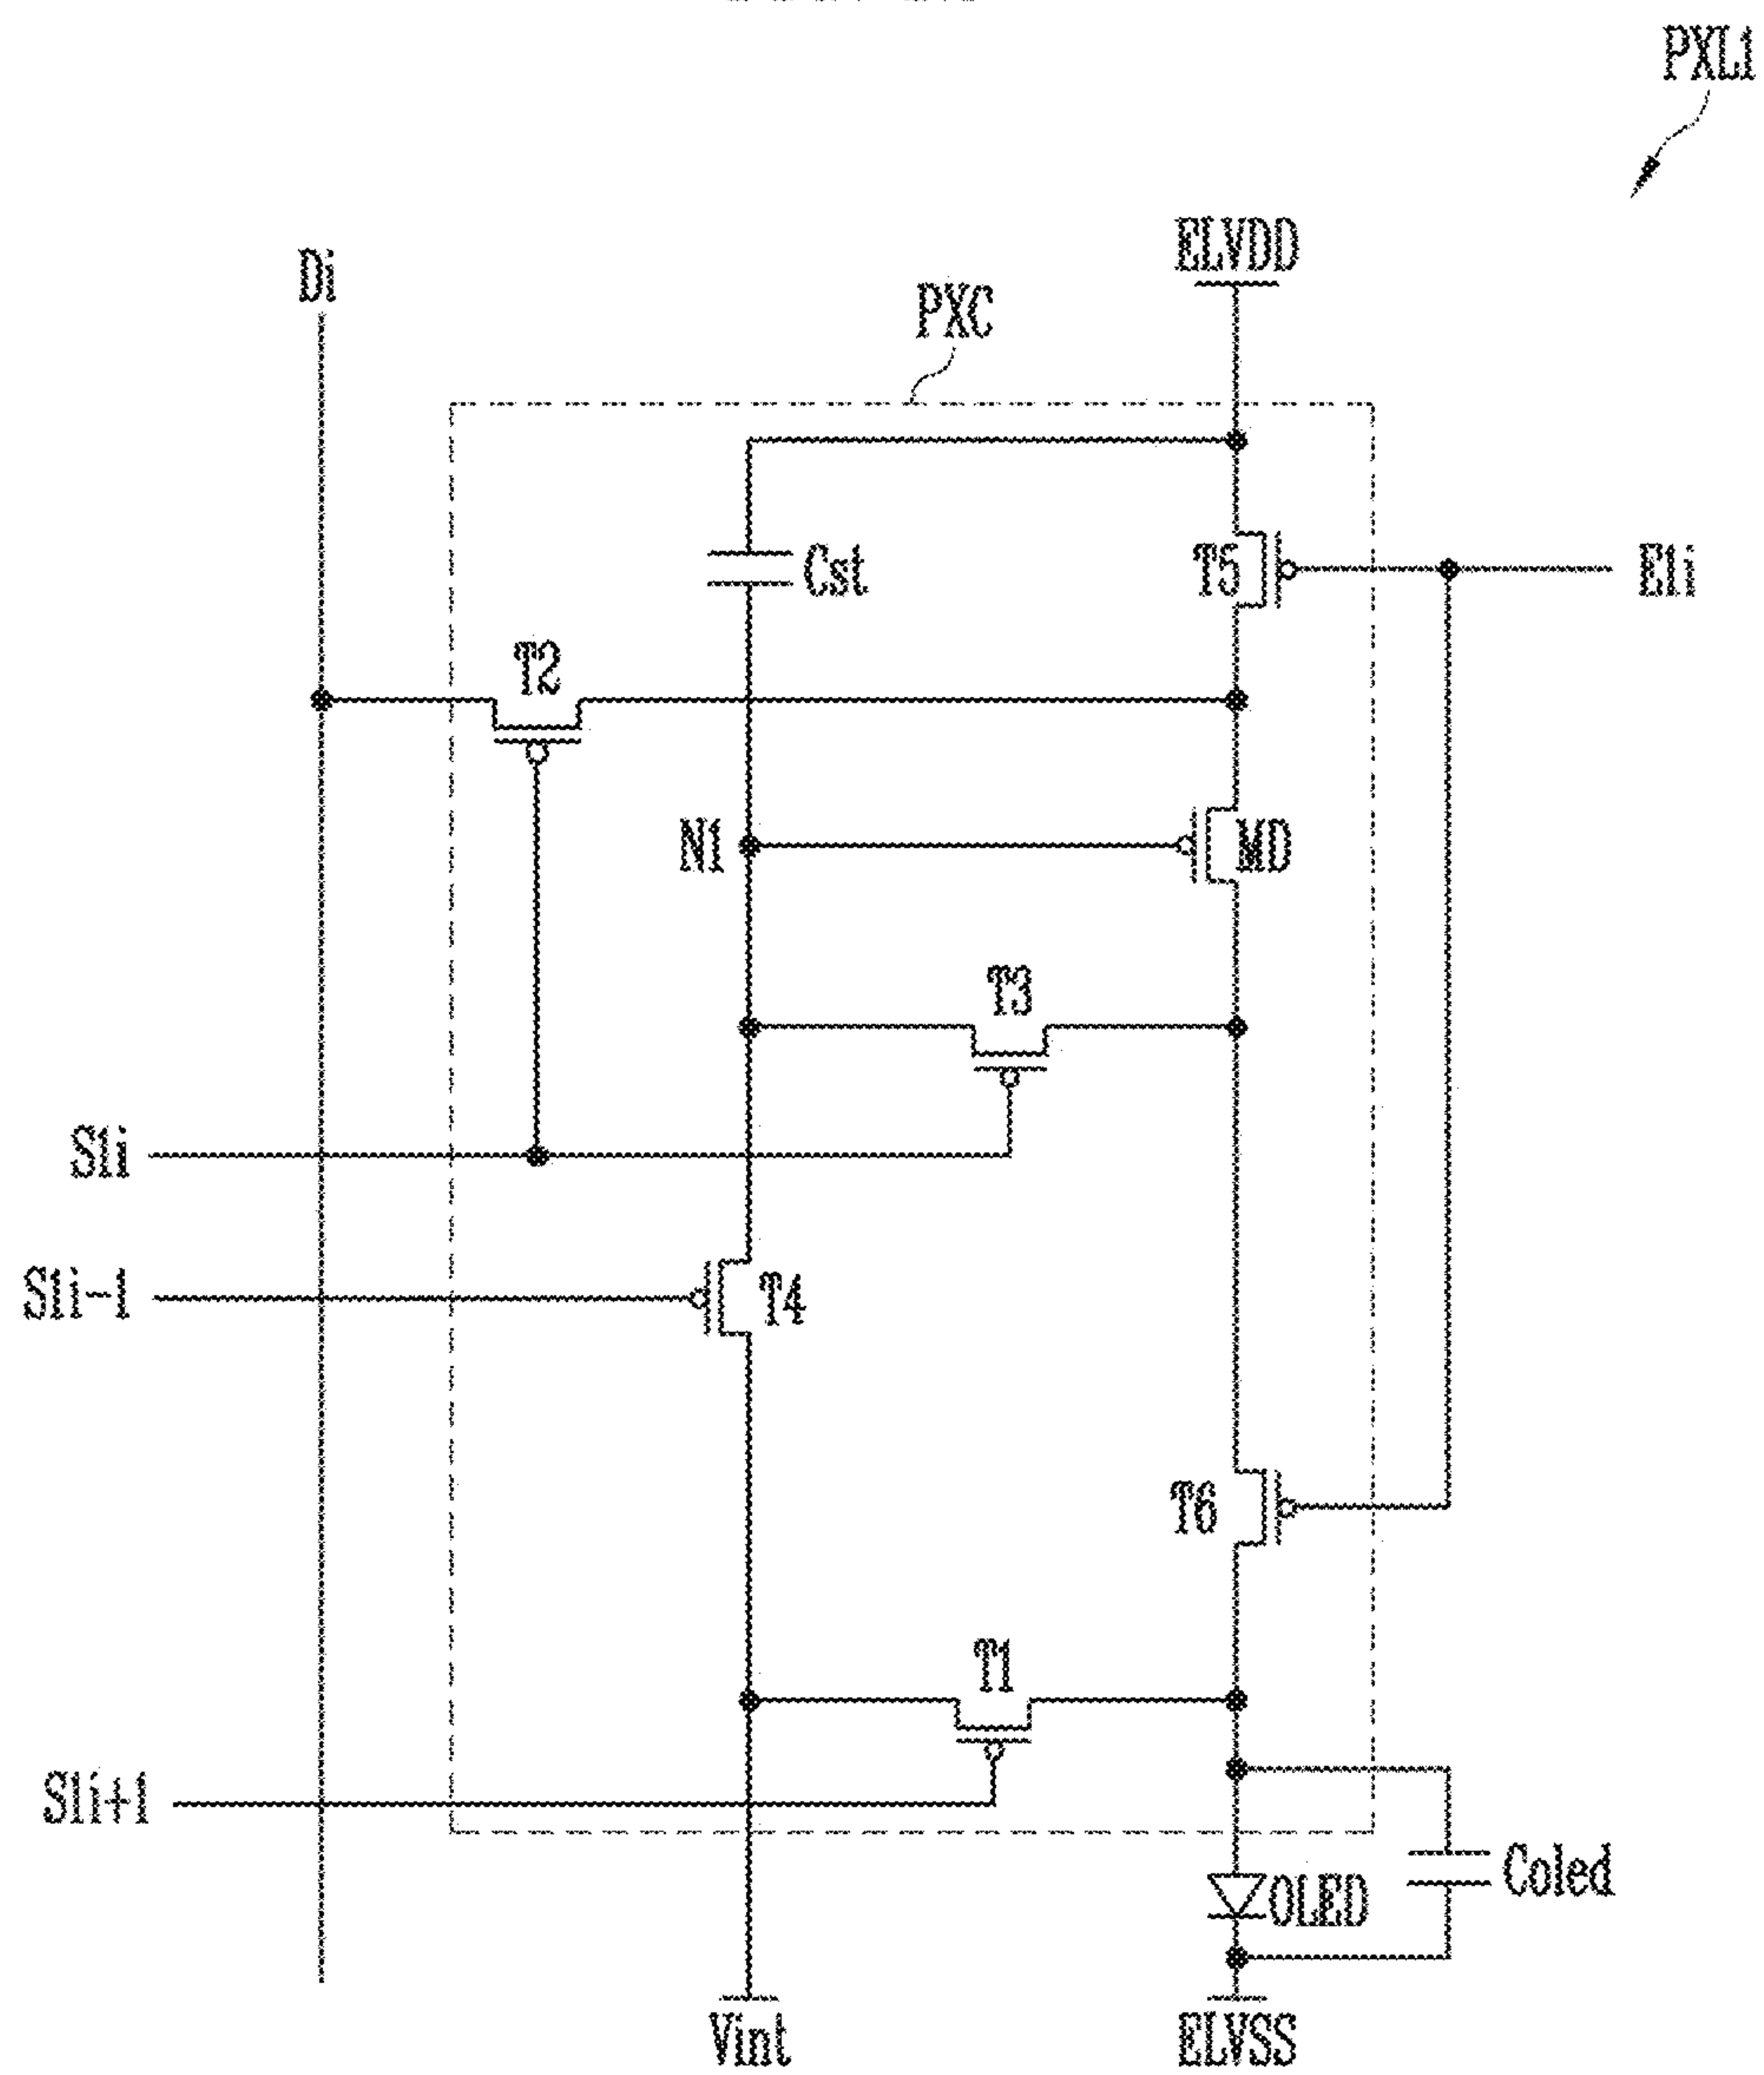 PXL1
ELVDD
Di
PXC
Cst
T5
E1i
T2
N1
MD
T3
S1i
S1i-1
T4
T6
T1
S1i+1
Coled
OLED
Vint
ELVSS